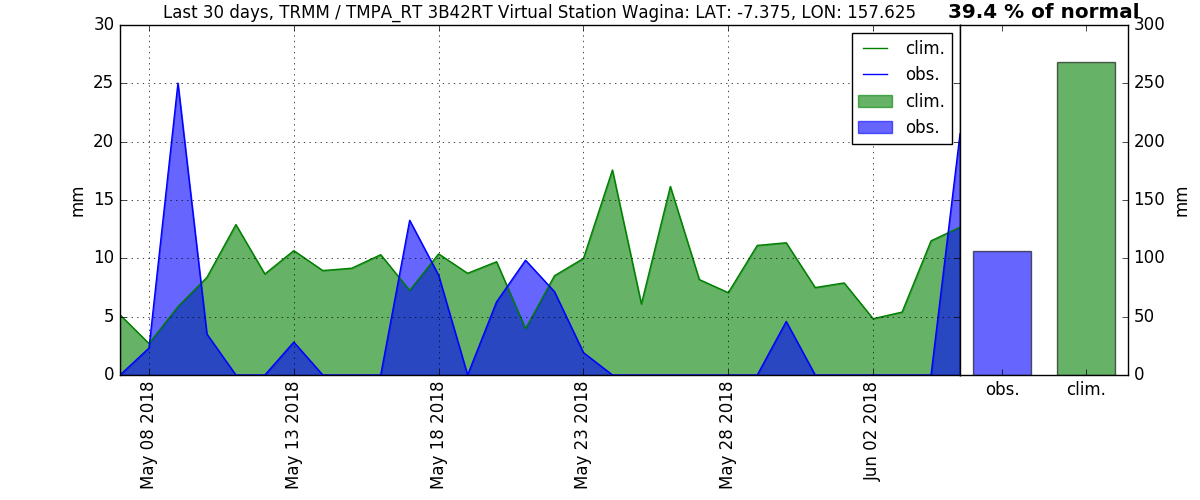 Last 30 days, TRMM / TMPA_RT 3B42RT Virtual Station Wagina: LAT: -7.375, LON: 157.625
39.4 % of normal
30
25
20
15
10
5
0
mm
clim.
obs.
clim.
obs.
300
250
200
150
100
50
0
mm
May 08 2018
May 13 2018
May 18 2018
May 23 2018
May 28 2018
Jun 02 2018
obs.
clim.